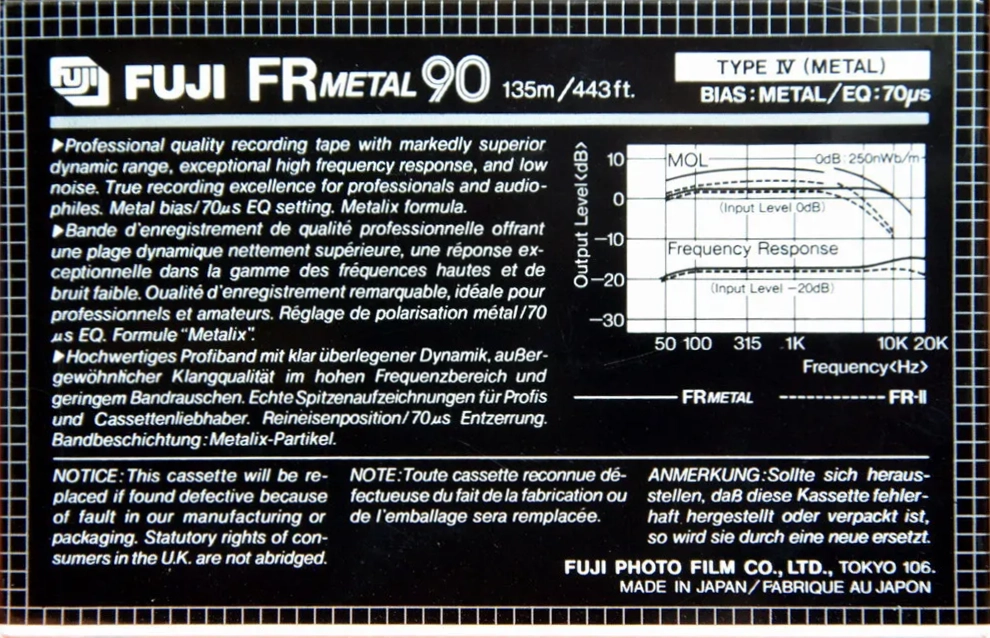 FUJI FUJI FR METAL 90 135m/443ft.
TYPE Ⅳ (METAL)
BIAS:METAL/EQ:70μs
▶Professional quality recording tape with markedly superior
dynamic range, exceptional high frequency response, and low
noise. True recording excellence for professionals and audio-
philes. Metal bias/70μs EQ setting. Metalix formula.
▶Bande d'enregistrement de qualité professionnelle offrant
une plage dynamique nettement supérieure, une réponse ex-
ceptionnelle dans la gamme des fréquences hautes et de
bruit faible. Qualité d'enregistrement remarquable, idéale pour
professionnels et amateurs. Réglage de polarisation métal/70
μs EQ. Formule "Metalix".
▶Hochwertiges Profiband mit klar überlegener Dynamik, außer-
gewöhnlicher Klangqualität im hohen Frequenzbereich und
geringem Bandrauschen. Echte Spitzenaufzeichnungen für Profis
und Cassettenliebhaber. Reineisenposition/70μs Entzerrung.
Bandbeschichtung:Metalix-Partikel.
Output Level<dB>
10
0
−10
−20
−30
MOL 0dB:250nWb/m
(Input Level 0dB)
Frequency Response
(Input Level −20dB)
50 100 315 1K 10K 20K
Frequency<Hz>
FR METAL FR-II
NOTICE:This cassette will be re-
placed if found defective because
of fault in our manufacturing or
packaging. Statutory rights of con-
sumers in the U.K. are not abridged.
NOTE:Toute cassette reconnue dé-
fectueuse du fait de la fabrication ou
de l'emballage sera remplacée.
ANMERKUNG:Sollte sich heraus-
stellen, daß diese Kassette fehler-
haft hergestellt oder verpackt ist,
so wird sie durch eine neue ersetzt.
FUJI PHOTO FILM CO., LTD., TOKYO 106.
MADE IN JAPAN/FABRIQUE AU JAPON